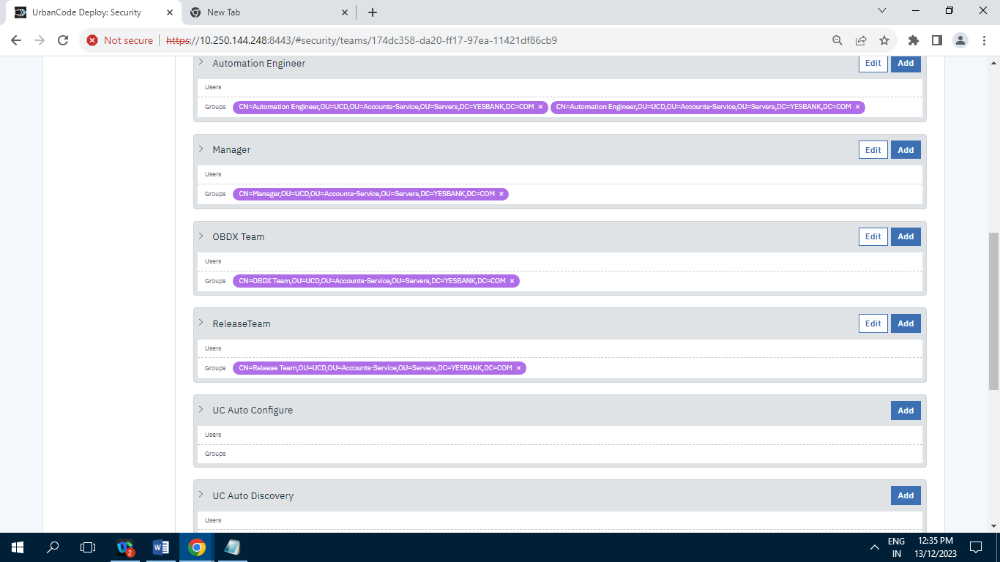 UrbanCode Deploy: Security
New Tab
Not secure https://10.250.144.248:8443/#security/teams/174dc358-da20-ff17-97ea-11421df86cb9
Automation Engineer Edit Add
Users
Groups CN=Automation Engineer,OU=UCD,OU=Accounts-Service,OU=Servers,DC=YESBANK,DC=COM × CN=Automation Engineer,OU=UCD,OU=Accounts-Service,OU=Servers,DC=YESBANK,DC=COM ×
Manager Edit Add
Users
Groups CN=Manager,OU=UCD,OU=Accounts-Service,OU=Servers,DC=YESBANK,DC=COM ×
OBDX Team Edit Add
Users
Groups CN=OBDX Team,OU=UCD,OU=Accounts-Service,OU=Servers,DC=YESBANK,DC=COM ×
ReleaseTeam Edit Add
Users
Groups CN=Release Team,OU=UCD,OU=Accounts-Service,OU=Servers,DC=YESBANK,DC=COM ×
UC Auto Configure Add
Users
Groups
UC Auto Discovery Add
Users
2
ENG 12:35 PM
IN 13/12/2023